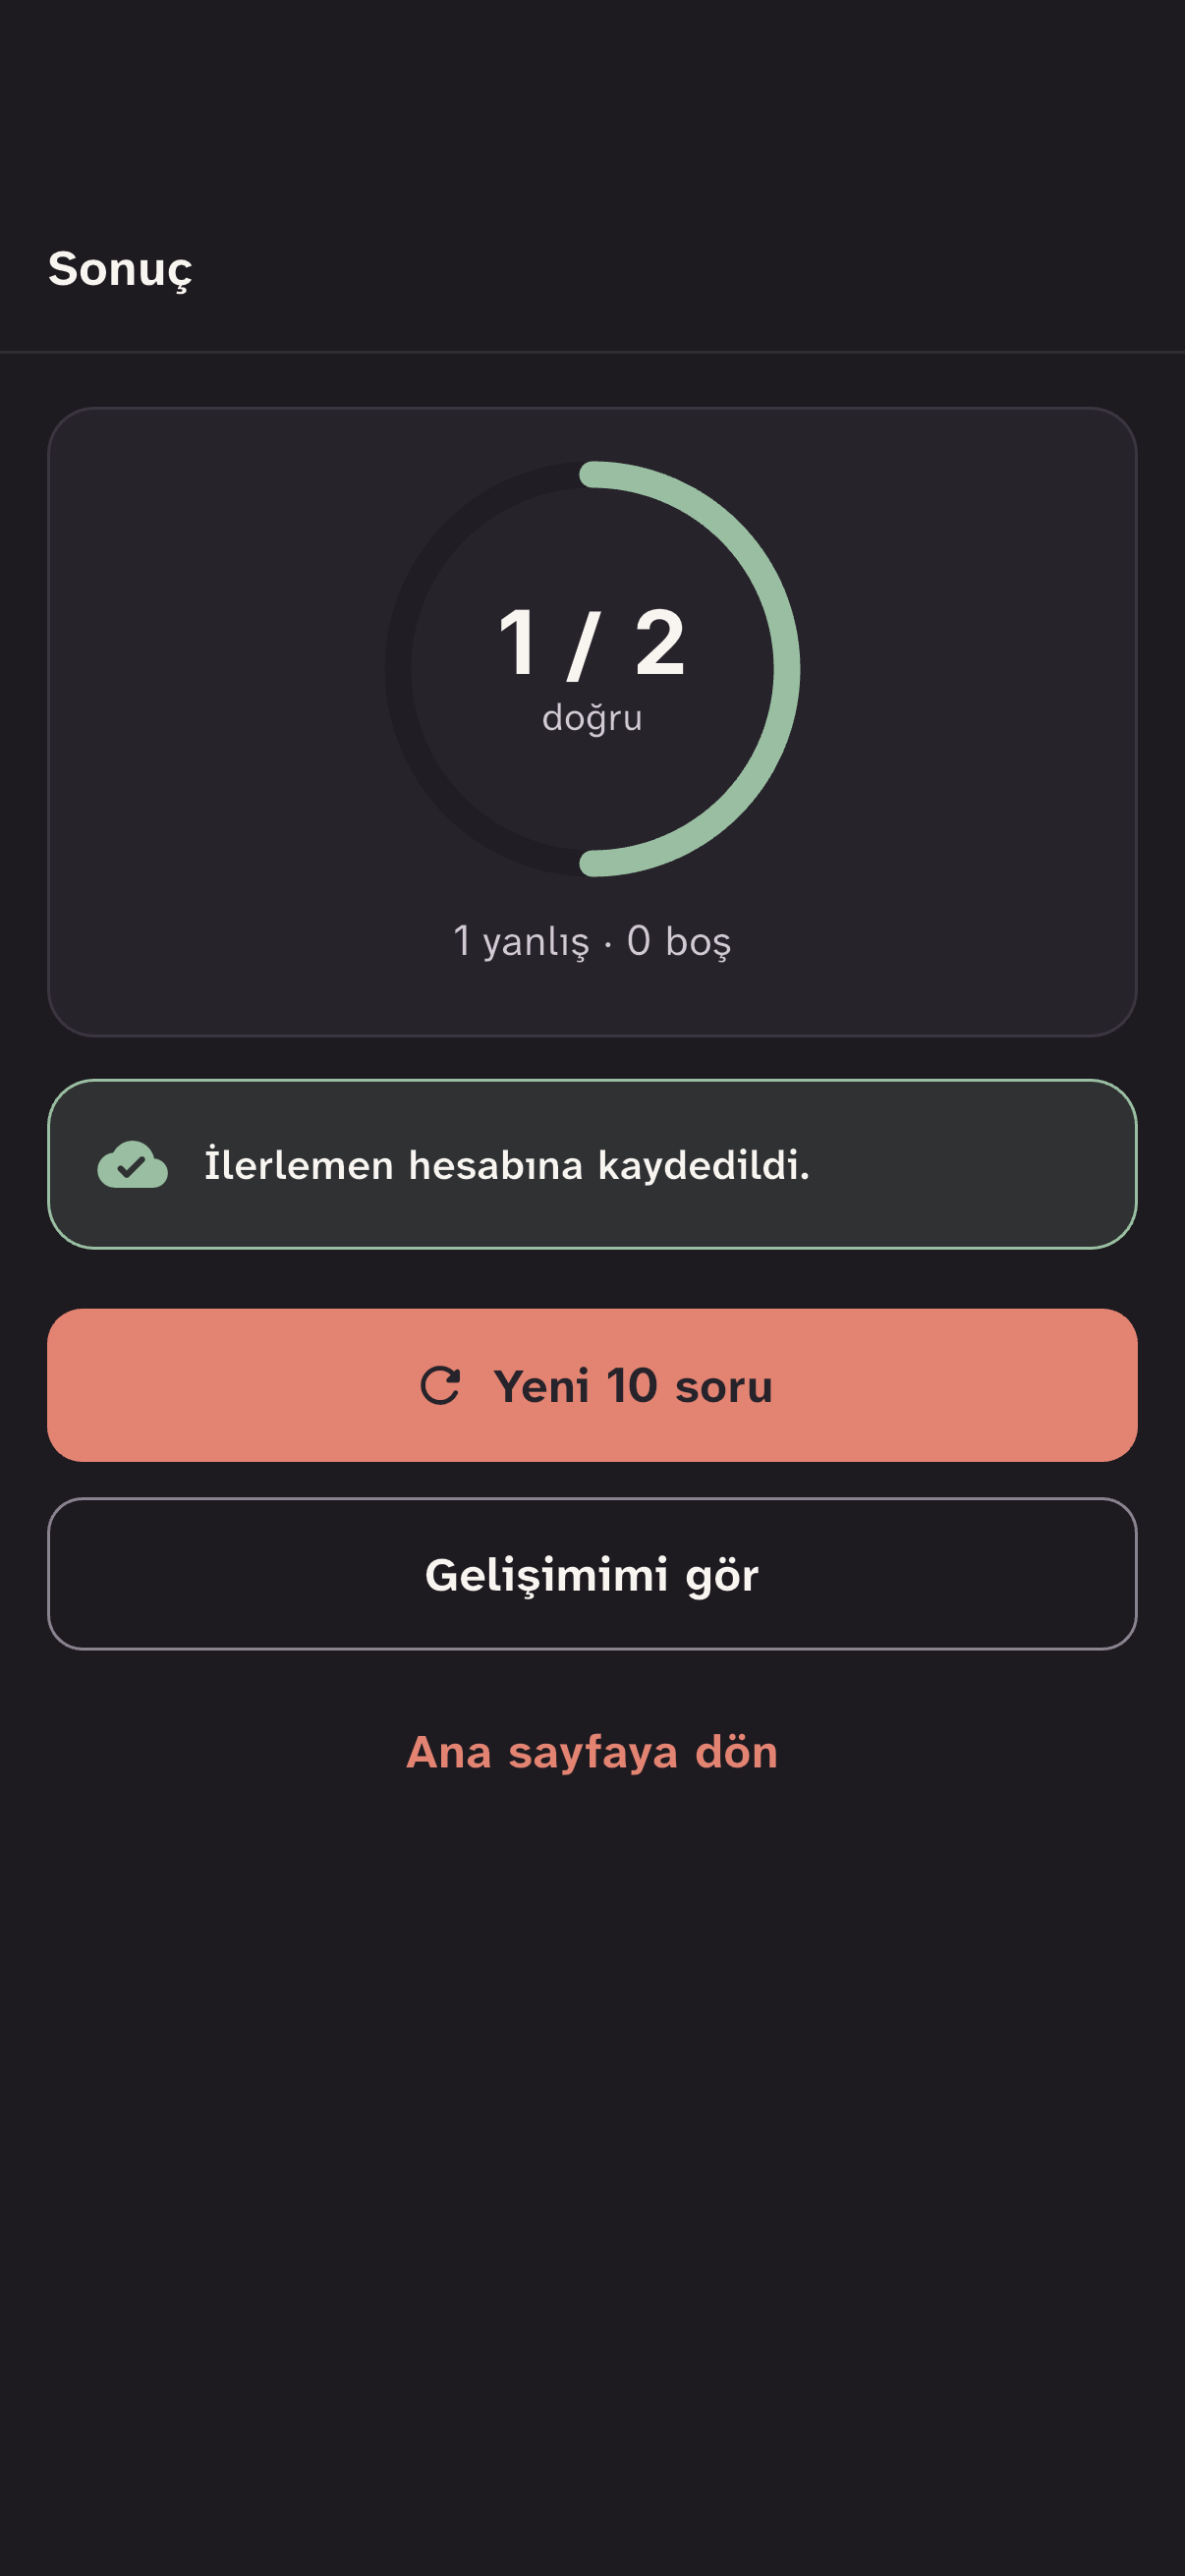 Sonuç
1 / 2
doğru
1 yanlış · 0 boş
İlerlemen hesabına kaydedildi.
Yeni 10 soru
Gelişimimi gör
Ana sayfaya dön